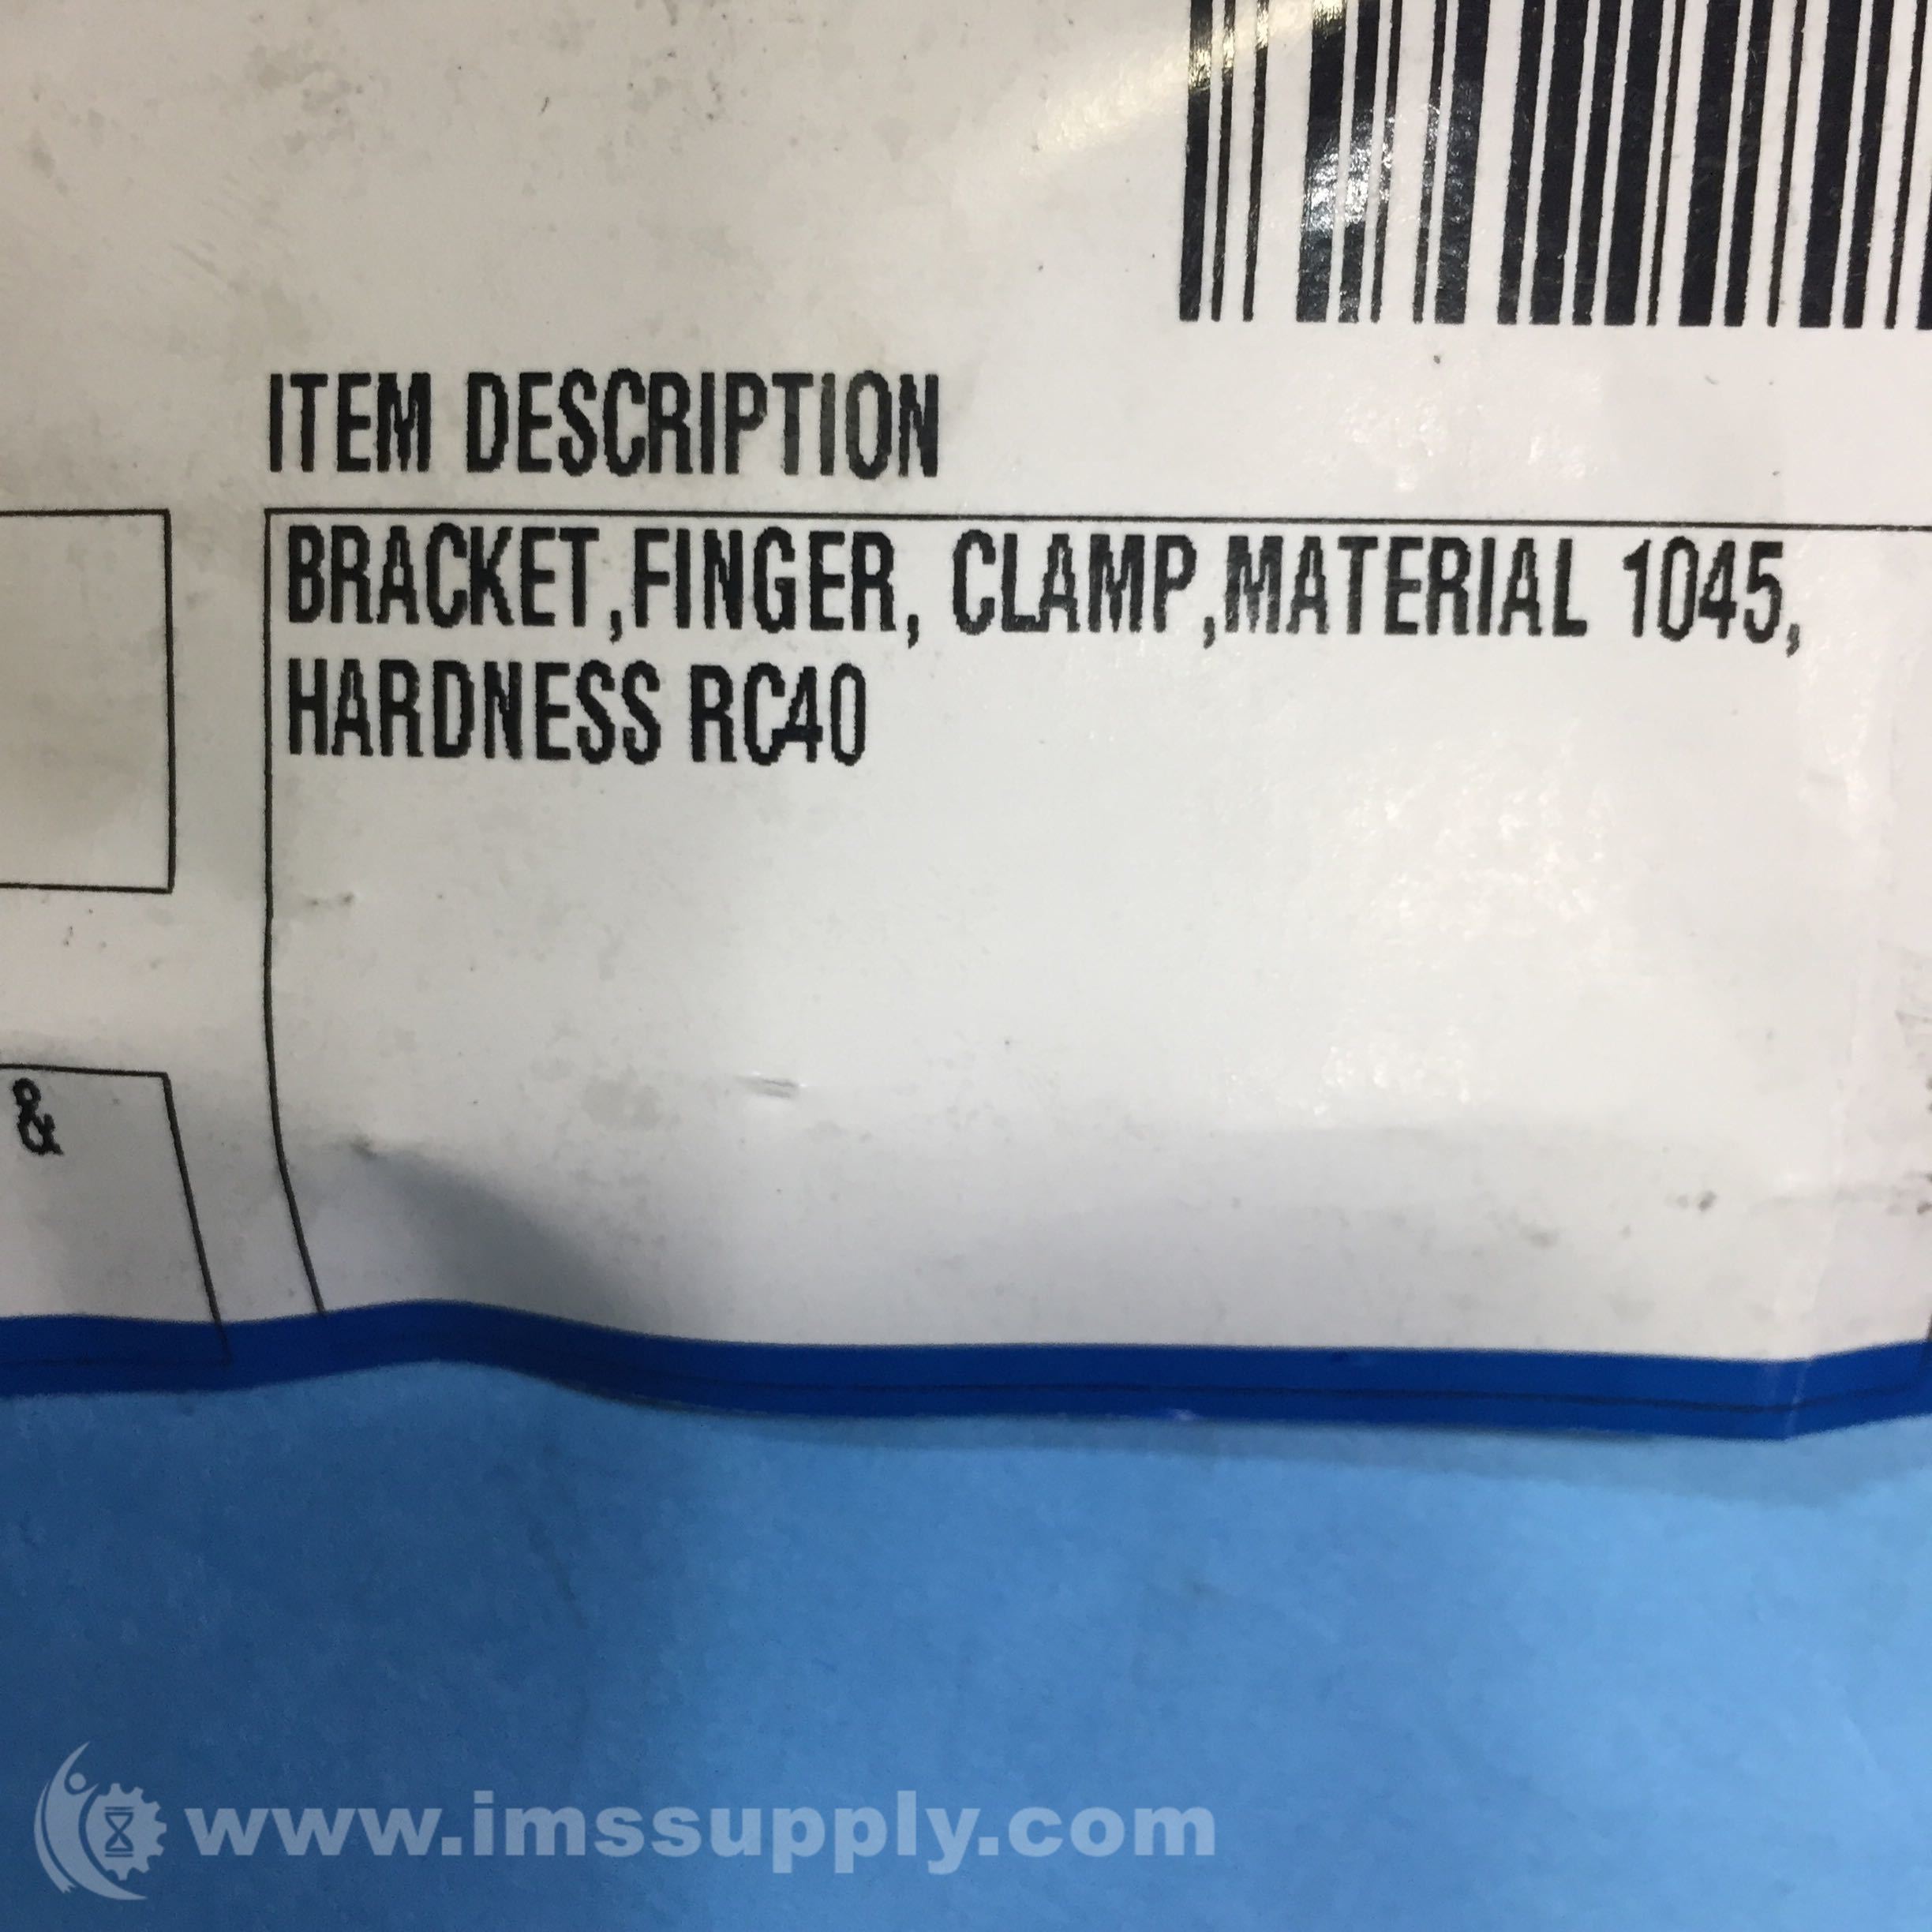 ITEM DESCRIPTION
BRACKET,FINGER, CLAMP,MATERIAL 1045,
HARDNESS RC40
&
www.imssupply.com